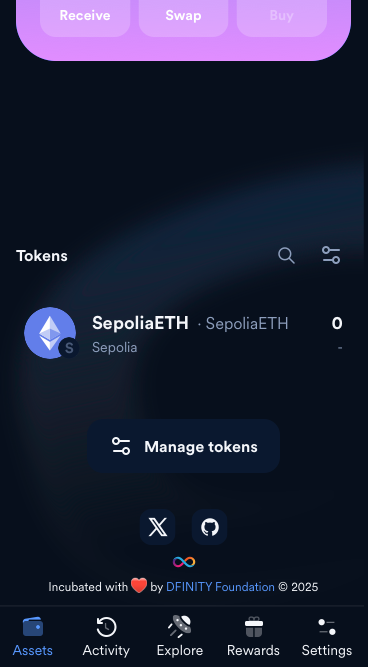 Receive Swap Buy
Tokens
SepoliaETH · SepoliaETH 0
S Sepolia -
Manage tokens
Incubated with ❤️ by DFINITY Foundation © 2025
Assets Activity Explore Rewards Settings